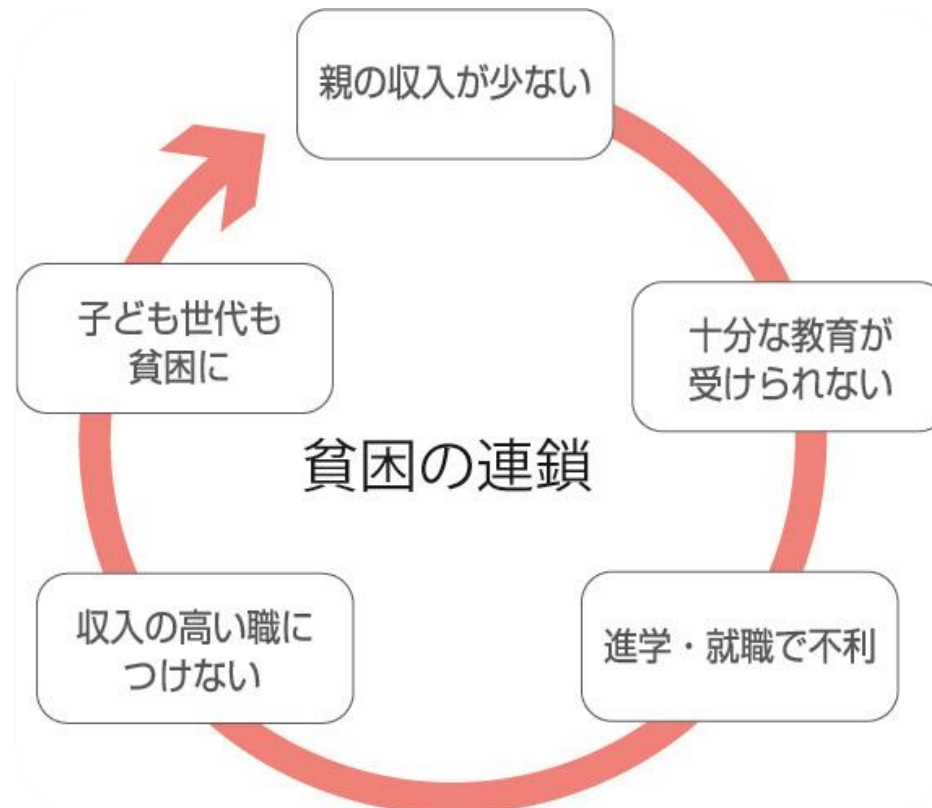 親の収入が少ない
十分な教育が
受けられない
進学・就職で不利
収入の高い職に
つけない
子ども世代も
貧困に
貧困の連鎖